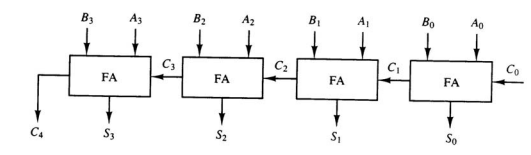 B₃ A₃ B₂ A₂ B₁ A₁ B₀ A₀
FA C₃ FA C₂ FA C₁ FA C₀
C₄ S₃ S₂ S₁ S₀